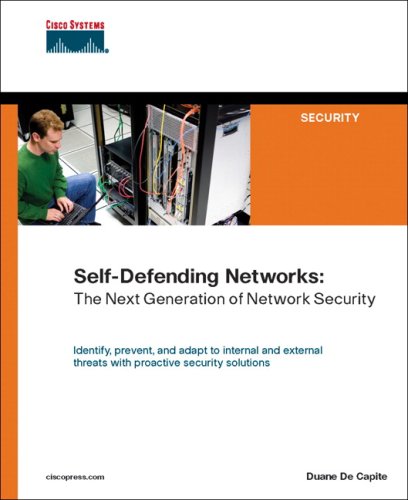 CISCO SYSTEMS
SECURITY
Self-Defending Networks:
The Next Generation of Network Security
Identify, prevent, and adapt to internal and external
threats with proactive security solutions
ciscopress.com
Duane De Capite